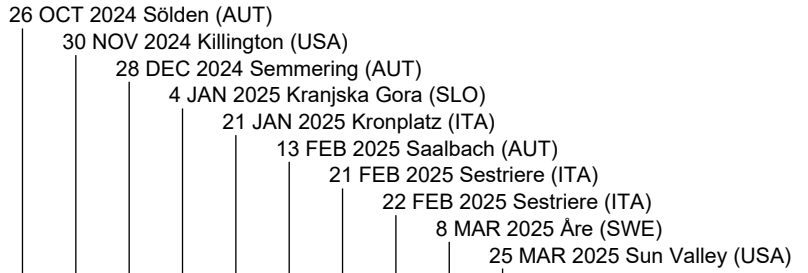 26 OCT 2024 Sölden (AUT)
30 NOV 2024 Killington (USA)
28 DEC 2024 Semmering (AUT)
4 JAN 2025 Kranjska Gora (SLO)
21 JAN 2025 Kronplatz (ITA)
13 FEB 2025 Saalbach (AUT)
21 FEB 2025 Sestriere (ITA)
22 FEB 2025 Sestriere (ITA)
8 MAR 2025 Åre (SWE)
25 MAR 2025 Sun Valley (USA)